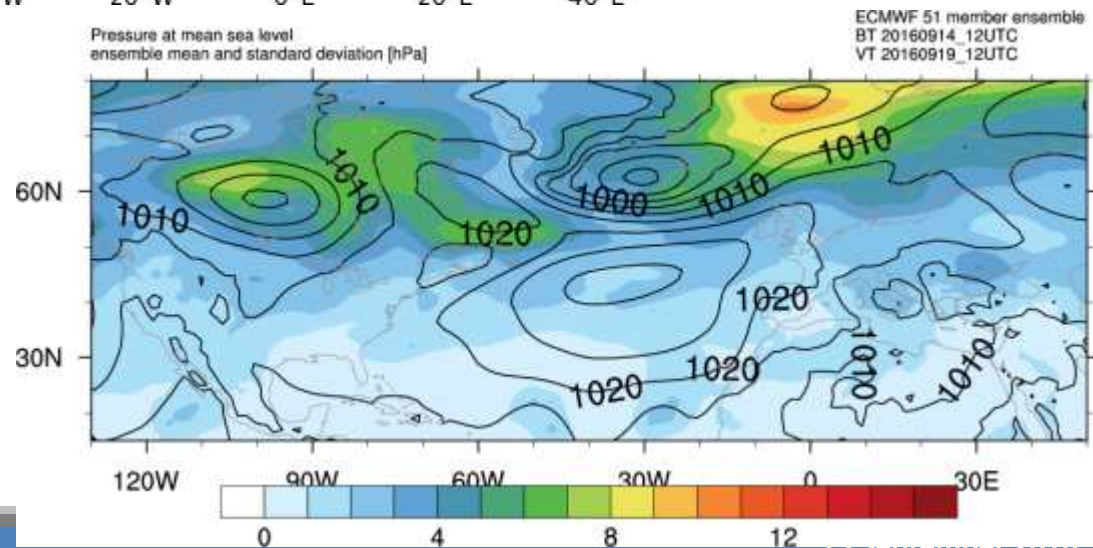 Pressure at mean sea level
ensemble mean and standard deviation [hPa]
ECMWF 51 member ensemble
BT 20160914_12UTC
VT 20160919_12UTC
1010
1010
60N
1000
1010
1010
1020
1020
30N
1020
1020
1010
1010
120W 90W 60W 30W 0 30E
0 4 8 12